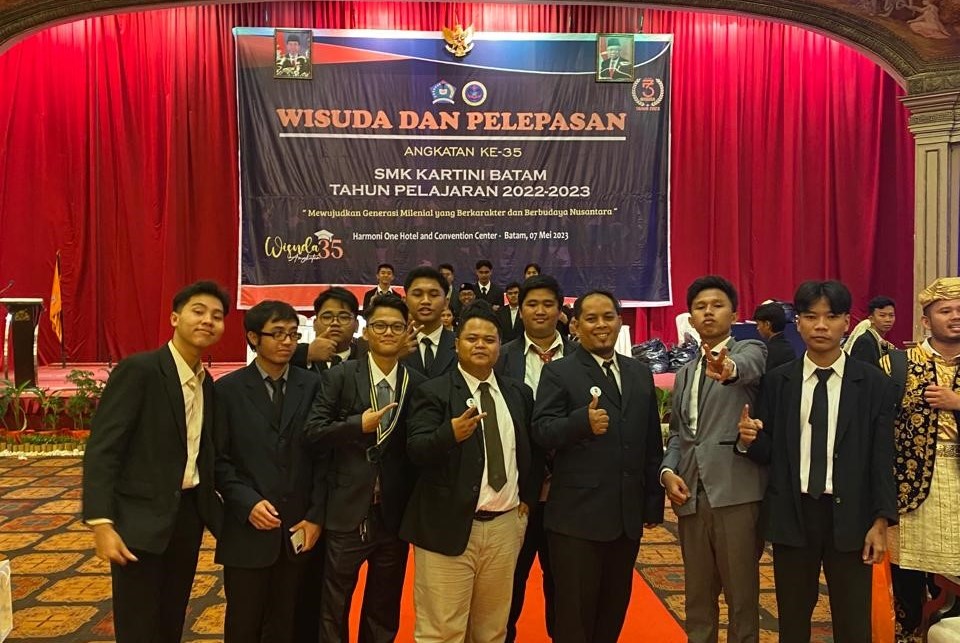 WISUDA DAN PELEPASAN
ANGKATAN KE-35
SMK KARTINI BATAM
TAHUN PELAJARAN 2022-2023
" Mewujudkan Generasi Milenial yang Berkarakter dan Berbudaya Nusantara "
Harmoni One Hotel and Convention Center - Batam, 07 Mei 2023
Wisuda
Angkatan
35